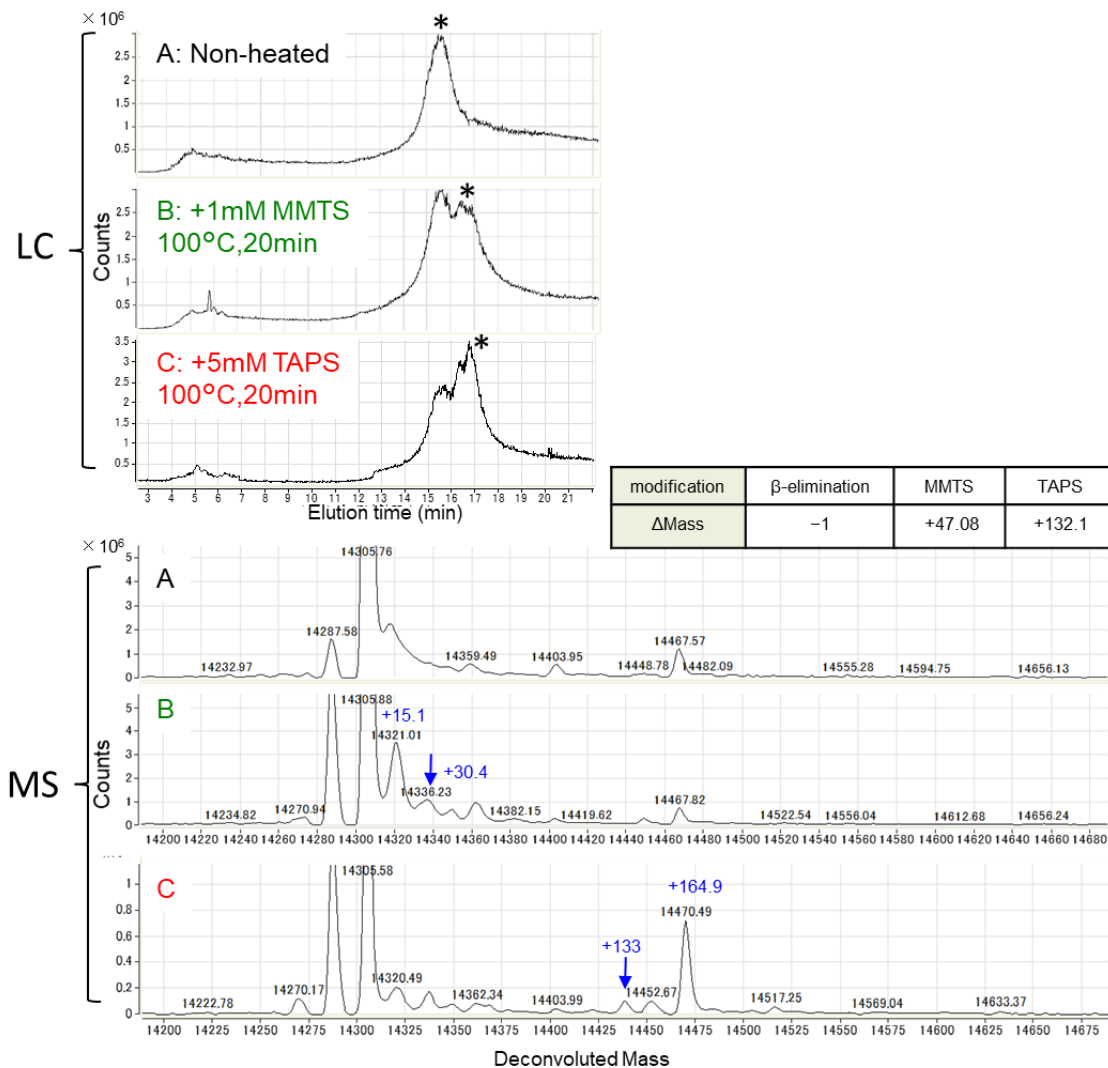 × 10⁶
*
A: Non-heated
2.5
2
1.5
1
0.5
LC
Counts
B: +1mM MMTS
100°C,20min
*
2.5
2
1.5
1
0.5
C: +5mM TAPS
100°C,20min
*
3.5
3
2.5
2
1.5
1
0.5
3 4 5 6 7 8 9 10 11 12 13 14 15 16 17 18 19 20 21
Elution time (min)
modification β-elimination MMTS TAPS
ΔMass −1 +47.08 +132.1
× 10⁶
MS
Counts
A
5
4
3
2
1
0
14232.97 14287.58 14305.76 14359.49 14403.95 14448.78 14467.57 14482.09 14555.28 14594.75 14656.13
B
5
4
3
2
1
0
+15.1
+30.4
14234.82 14270.94 14305.88 14321.01 14336.23 14382.15 14419.62 14467.82 14522.54 14556.04 14612.68 14656.24
14200 14220 14240 14260 14280 14300 14320 14340 14360 14380 14400 14420 14440 14460 14480 14500 14520 14540 14560 14580 14600 14620 14640 14660 14680
C
1
0.8
0.6
0.4
0.2
0
+133
+164.9
14222.78 14270.17 14305.58 14320.49 14362.34 14403.99 14452.67 14470.49 14517.25 14569.04 14633.37
14200 14225 14250 14275 14300 14325 14350 14375 14400 14425 14450 14475 14500 14525 14550 14575 14600 14625 14650 14675
Deconvoluted Mass